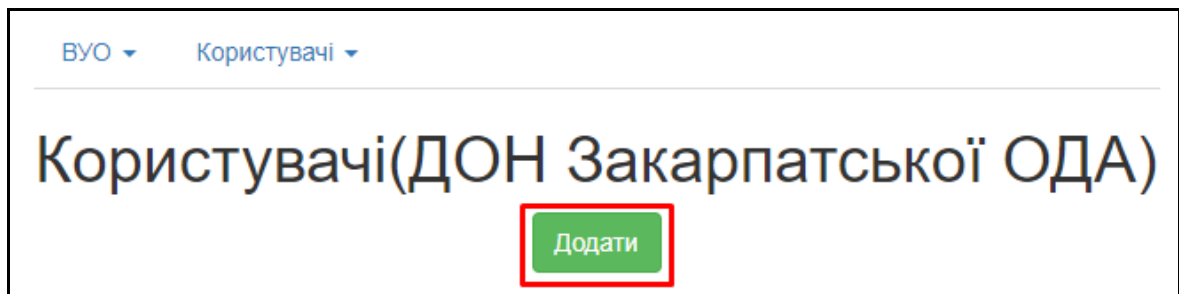 ВУО Користувачі
Користувачі(ДОН Закарпатської ОДА)
Додати